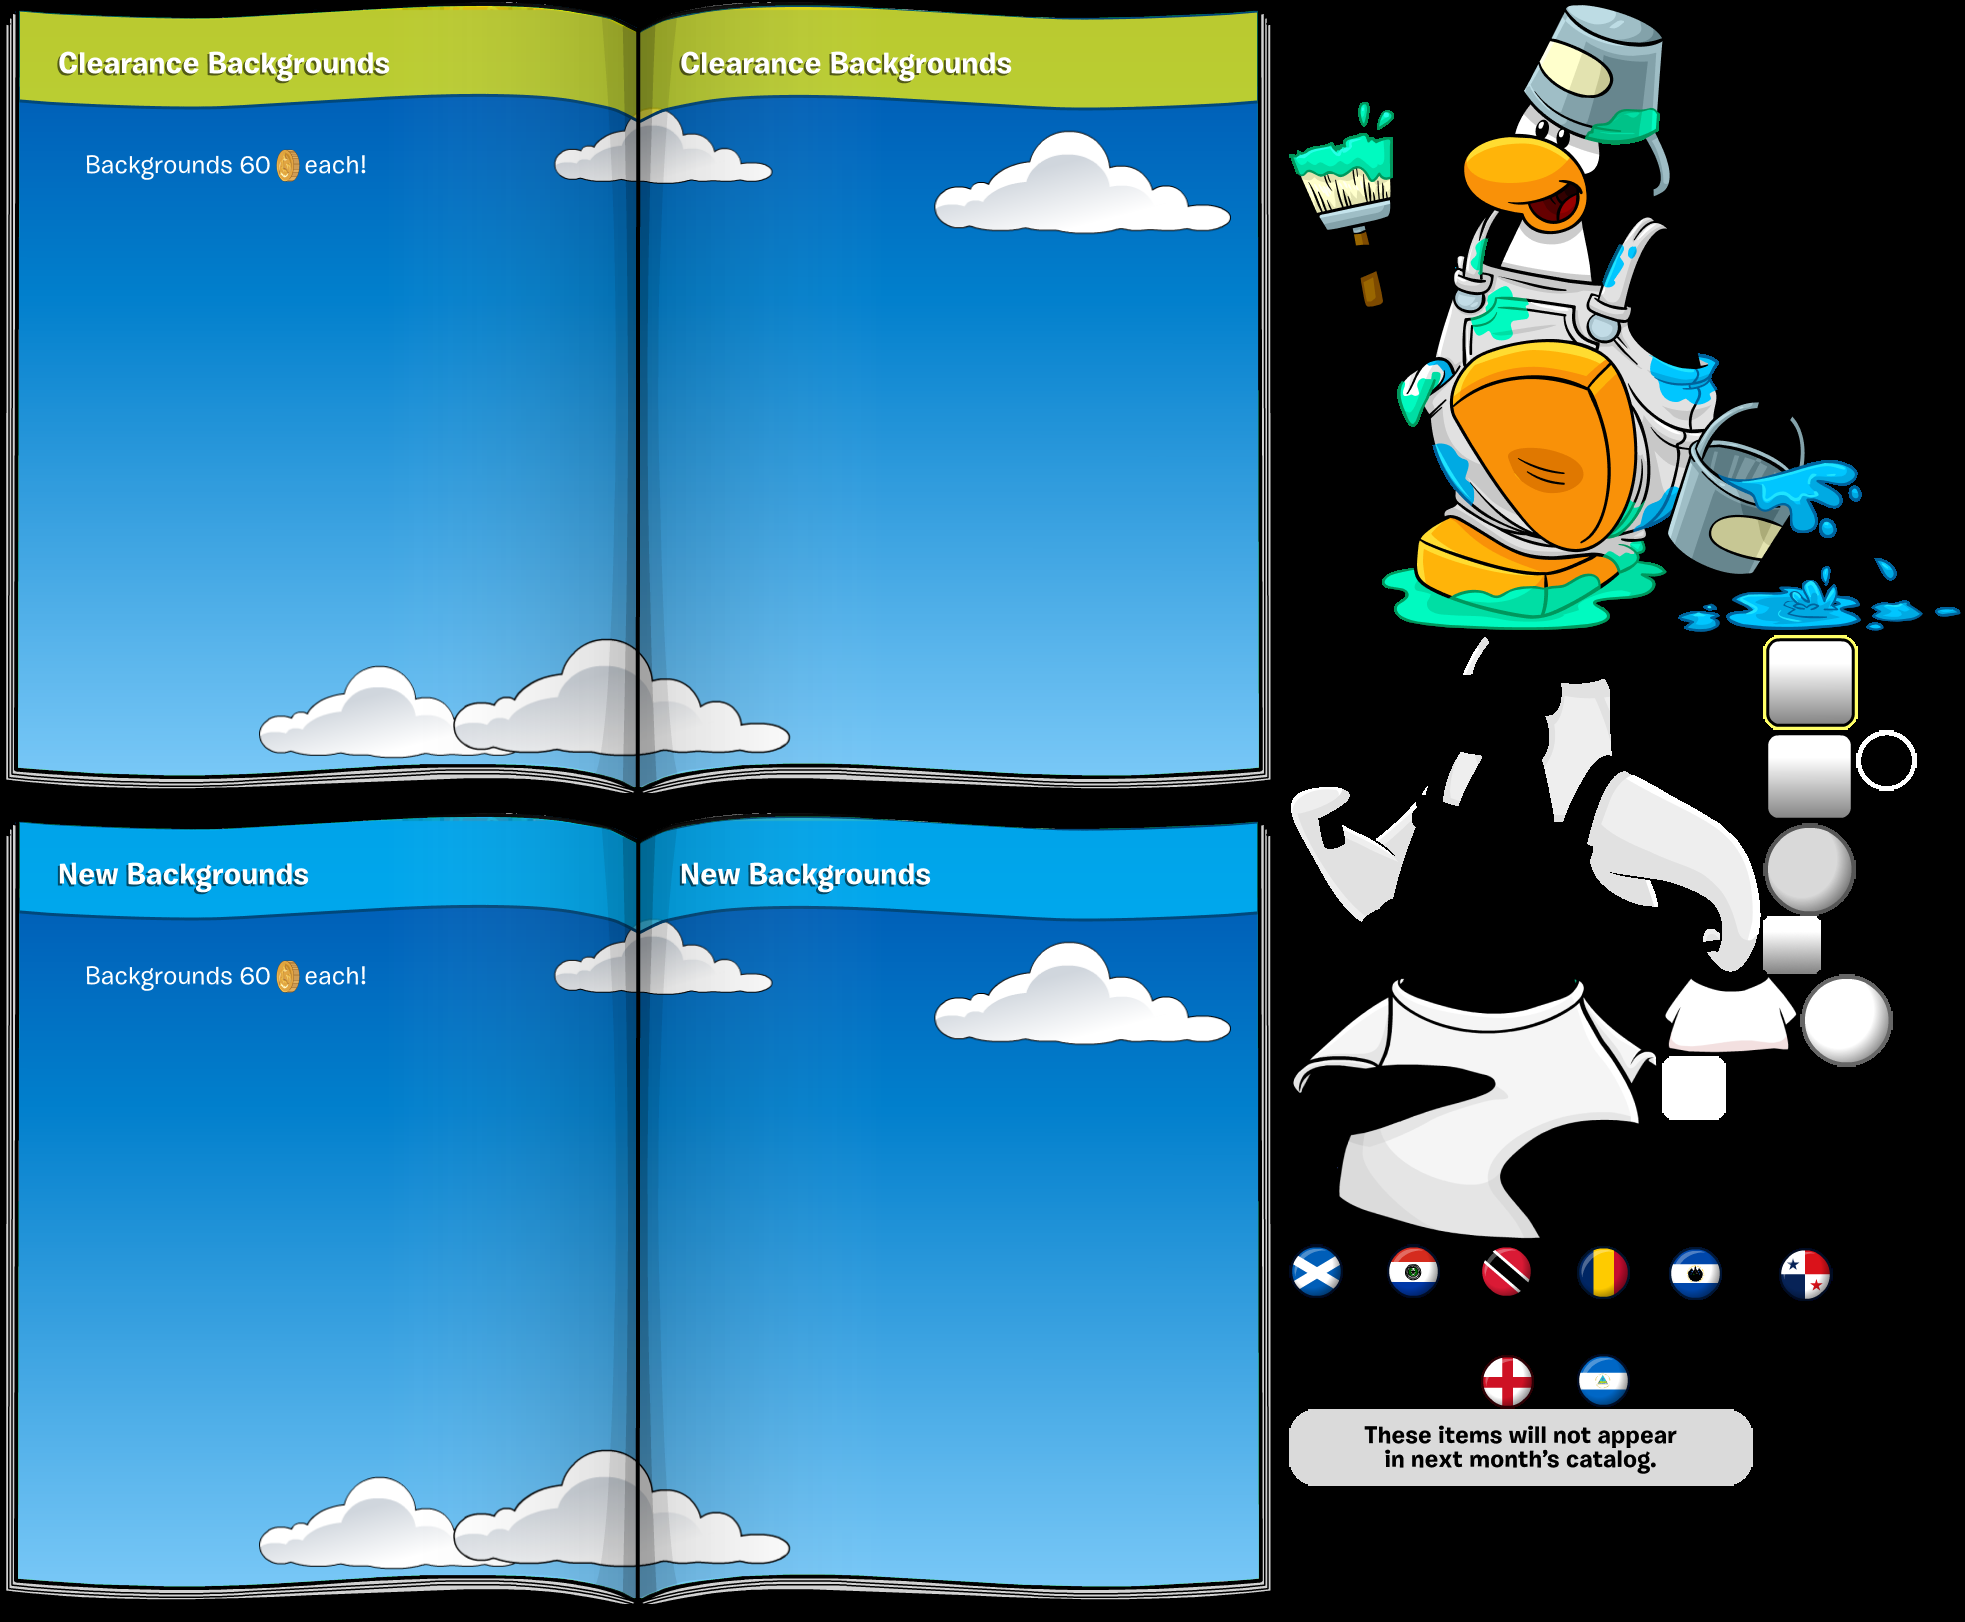 Clearance Backgrounds
Clearance Backgrounds
Backgrounds 60 each!
New Backgrounds
New Backgrounds
Backgrounds 60 each!
These items will not appear
in next month's catalog.